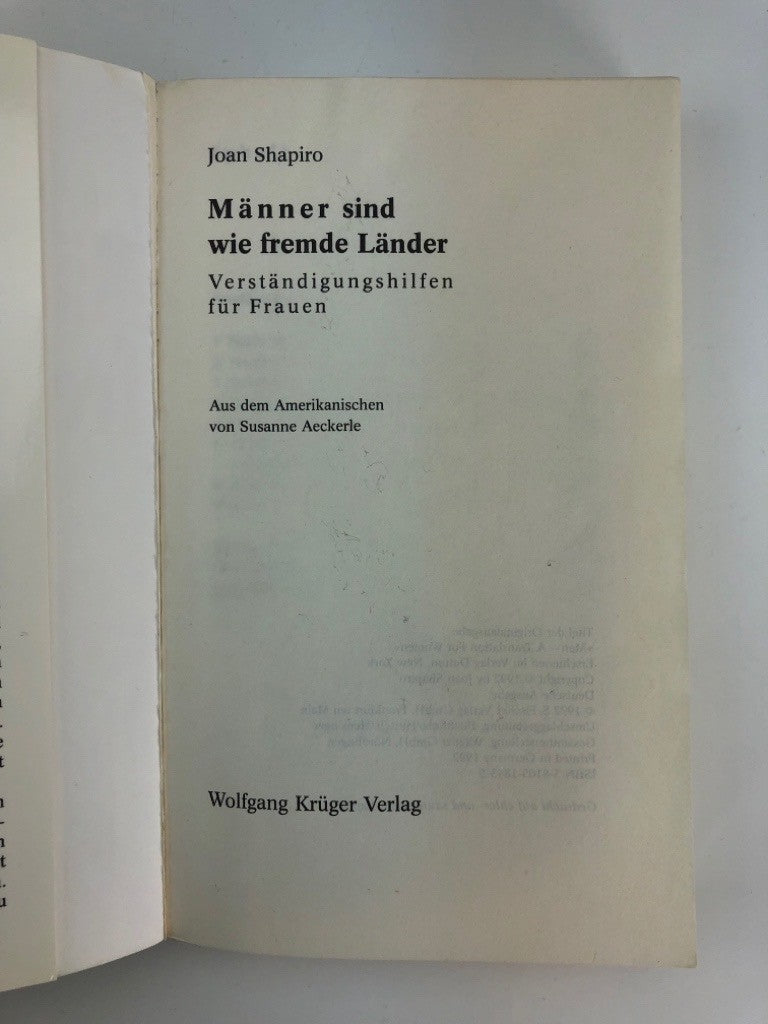 Joan Shapiro
Männer sind
wie fremde Länder
Verständigungshilfen
für Frauen
Aus dem Amerikanischen
von Susanne Aeckerle
Wolfgang Krüger Verlag